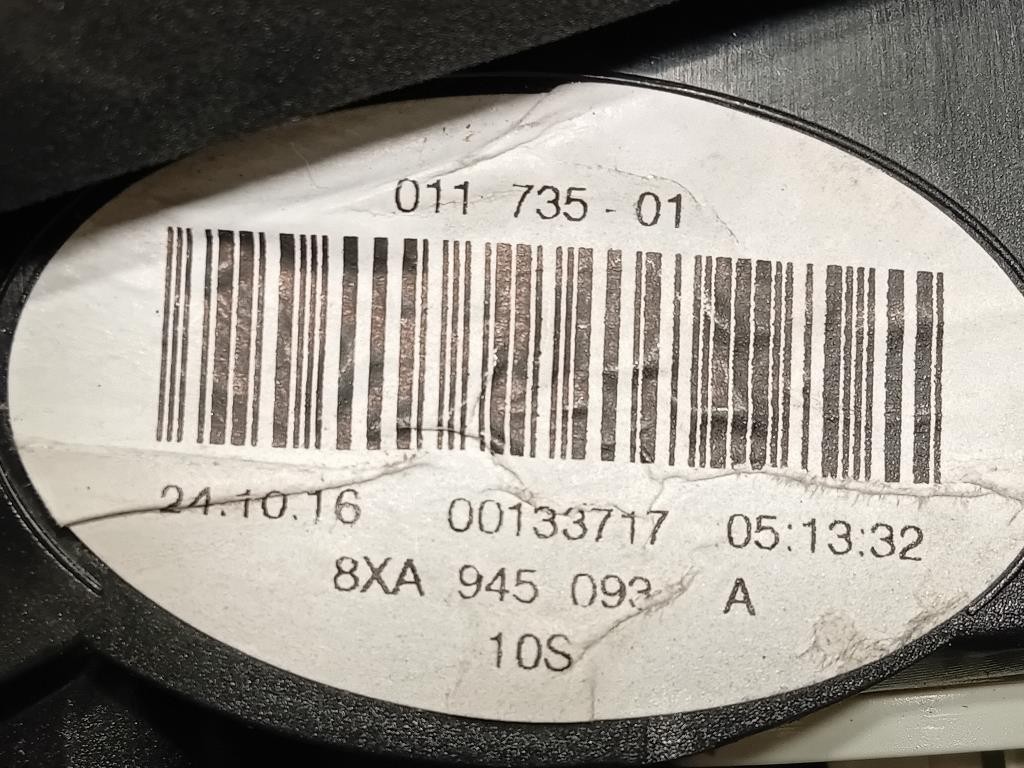 011 735 - 01
24.10.16 00133717 05:13:32
8XA 945 093 A
10S